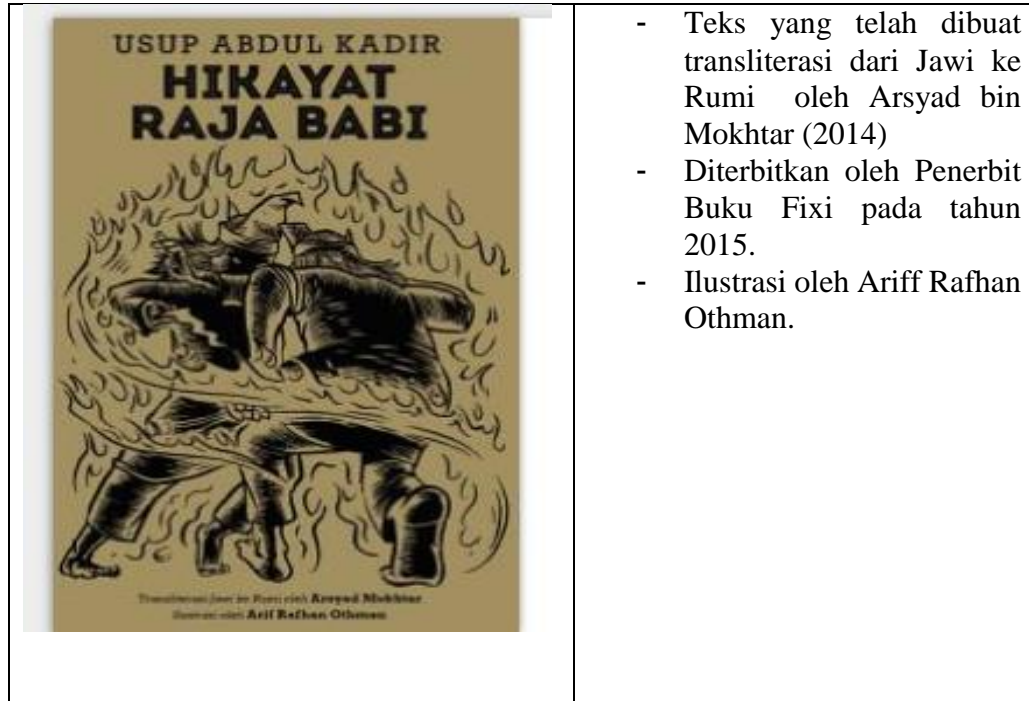 USUP ABDUL KADIR
HIKAYAT
RAJA BABI
Transliterasi Jawi ke Rumi oleh Arsyad Mokhtar
Ilustrasi oleh Arif Rafhan Othman
- Teks yang telah dibuat
transliterasi dari Jawi ke
Rumi oleh Arsyad bin
Mokhtar (2014)
- Diterbitkan oleh Penerbit
Buku Fixi pada tahun
2015.
- Ilustrasi oleh Ariff Rafhan
Othman.